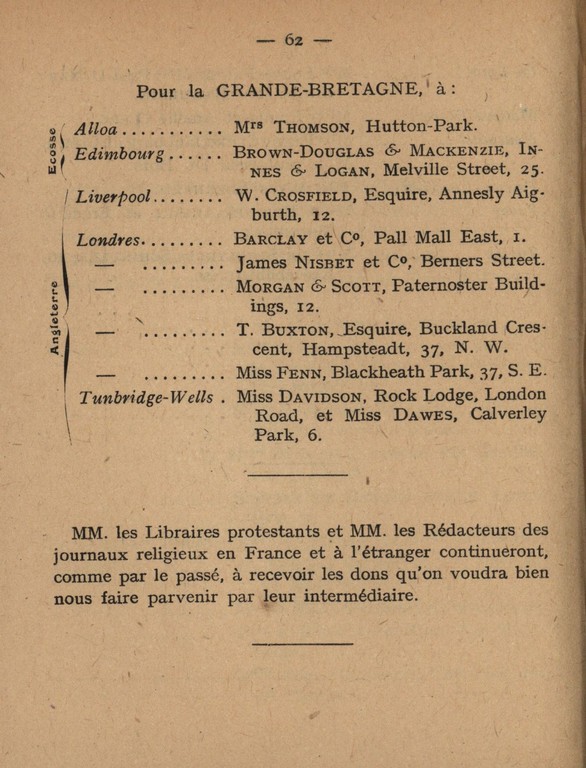 — 62 —
Pour la GRANDE-BRETAGNE, à :
Ecosse
Alloa........... Mrs THOMSON, Hutton-Park.
Edimbourg...... BROWN-DOUGLAS & MACKENZIE, IN-
NES & LOGAN, Melville Street, 25.
Angleterre
Liverpool........ W. CROSFIELD, Esquire, Annesly Aig-
burth, 12.
Londres......... BARCLAY et Co, Pall Mall East, 1.
— ......... James NISBET et Co, Berners Street.
— ......... MORGAN & SCOTT, Paternoster Build-
ings, 12.
— ......... T. BUXTON, Esquire, Buckland Cres-
cent, Hampsteadt, 37, N. W.
— ......... Miss FENN, Blackheath Park, 37, S. E.
Tunbridge-Wells . Miss DAVIDSON, Rock Lodge, London
Road, et Miss DAWES, Calverley
Park, 6.
MM. les Libraires protestants et MM. les Rédacteurs des
journaux religieux en France et à l'étranger continueront,
comme par le passé, à recevoir les dons qu'on voudra bien
nous faire parvenir par leur intermédiaire.